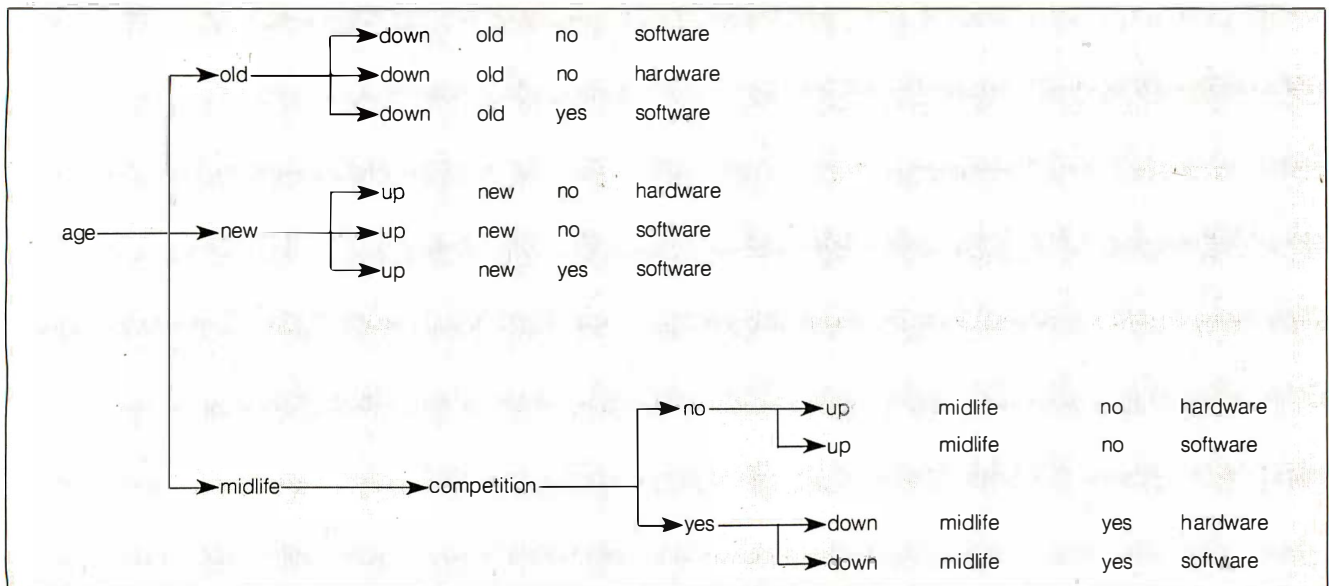 down old no software
old down old no hardware
down old yes software
up new no hardware
age new up new no software
up new yes software
no up midlife no hardware
up midlife no software
midlife competition
yes down midlife yes hardware
down midlife yes software